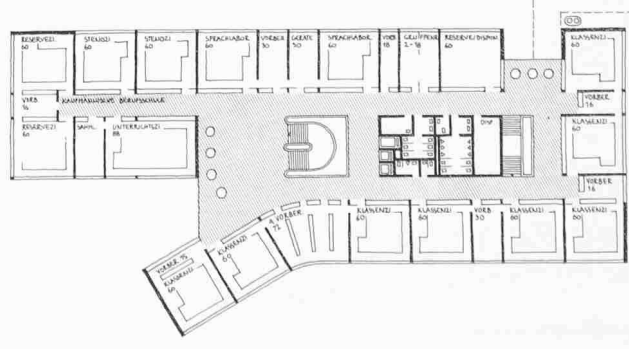 RESERVEZI.
60
STENOZI
60
STENOZI
60
SPRACHLABOR
60
VORBER
30
GERÄTE
30
SPRACHLABOR
60
VORB
18
GRUPPENR
2-18
RESERVE/DISPON
60
KLASSENZI
60
VORB.
16
KAUFMÄNNISCHE BERUFSSCHULE
VORBER
16
RESERVEZI
60
SAMML.
UNTERRICHTSZI
88
KLASSENZI
60
VORBER
16
VORBER
72
KLASSENZI
60
KLASSENZI
60
VORB
30
KLASSENZI
60
KLASSENZI
60
KLASSENZI
60
VORBER
KLASSENZI
60